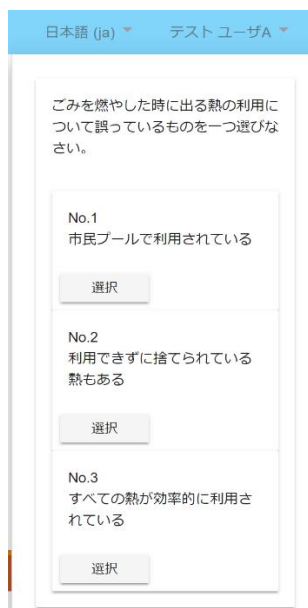 日本語 (ja) テスト ユーザA
ごみを燃やした時に出る熱の利用に
ついて誤っているものを一つ選びな
さい。
No.1
市民プールで利用されている
選択
No.2
利用できずに捨てられている
熱もある
選択
No.3
すべての熱が効率的に利用さ
れている
選択